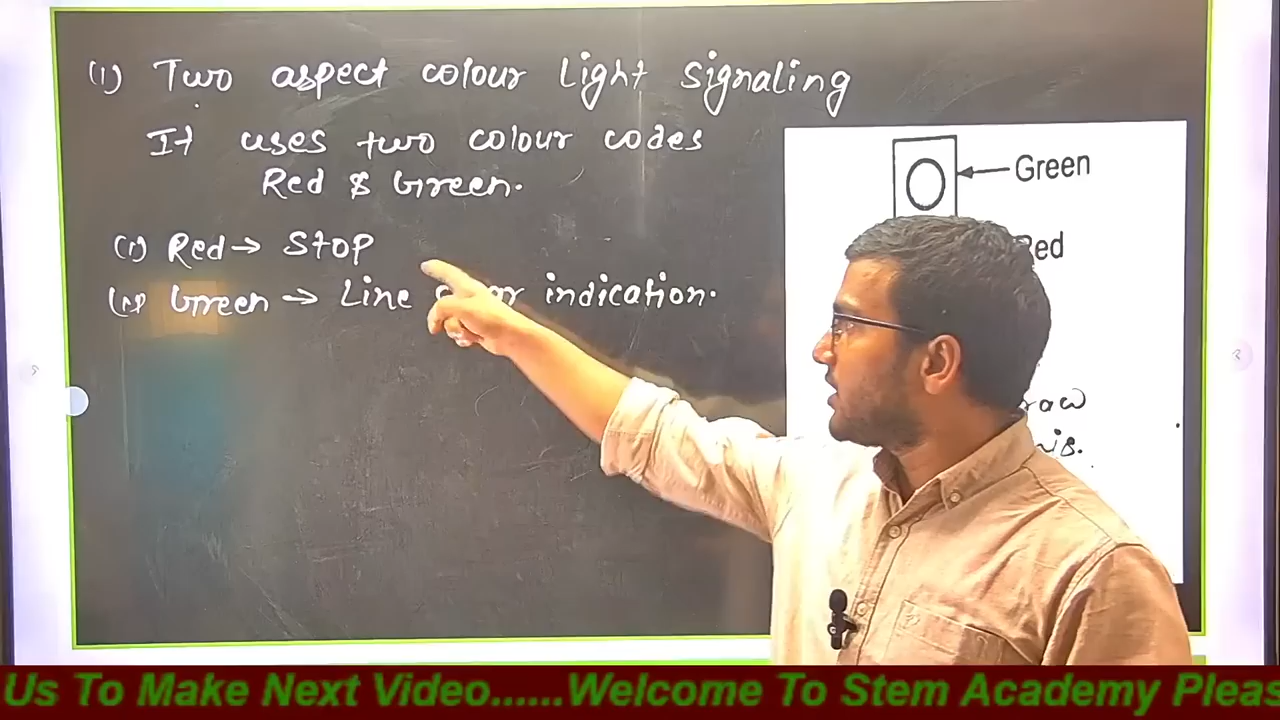 (1) Two aspect colour light signaling
It uses two colour codes
Red & Green.
(i) Red → Stop
(ii) Green → Line indication.
Green
Red
Us To Make Next Video......Welcome To Stem Academy Pleas